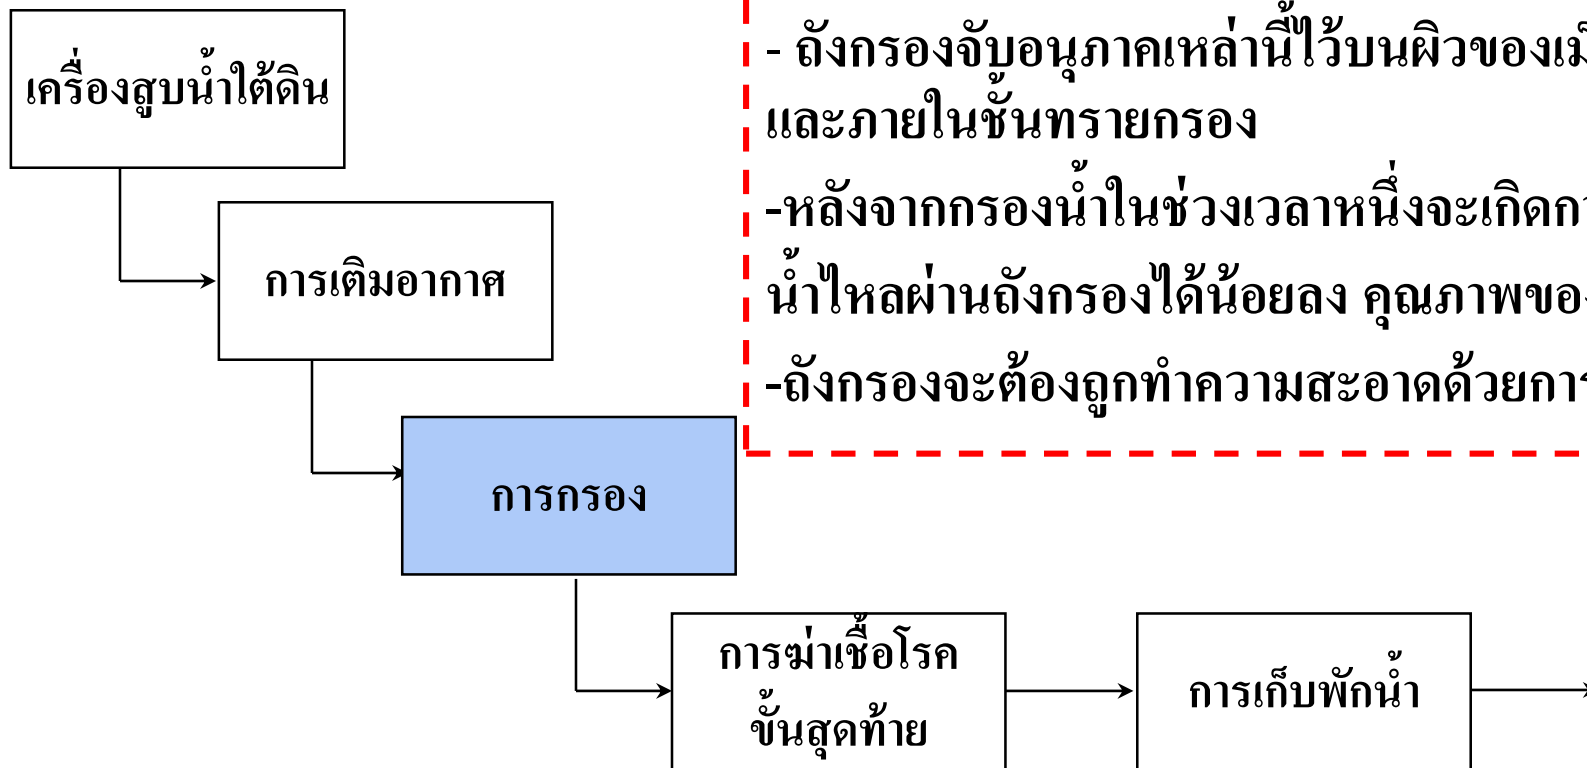 เครื่องสูบน้ำใต้ดิน
การเติมอากาศ
การกรอง
การฆ่าเชื้อโรค
ขั้นสุดท้าย
การเก็บพักน้ำ
- ถังกรองจับอนุภาคเหล่านี้ไว้บนผิวของ
และภายในชั้นทรายกรอง
-หลังจากกรองน้ำในช่วงเวลาหนึ่งจะเกิด
น้ำไหลผ่านถังกรองได้น้อยลง คุณภาพ
-ถังกรองจะต้องถูกทำความสะอาดด้วย